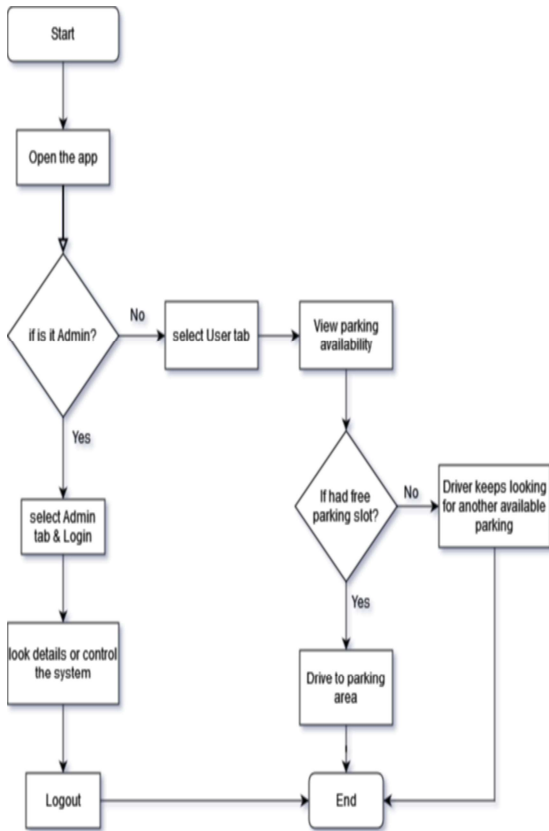 Start
Open the app
if is it Admin?
No
select User tab
View parking
availability
Yes
If had free
parking slot?
No
Driver keeps looking
for another available
parking
select Admin
tab & Login
Yes
look details or control
the system
Drive to parking
area
Logout
End